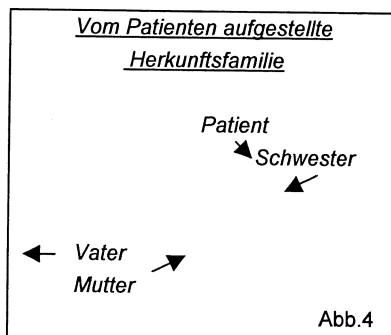 Vom Patienten aufgestellte
Herkunftsfamilie
Patient
Schwester
Vater
Mutter
Abb.4